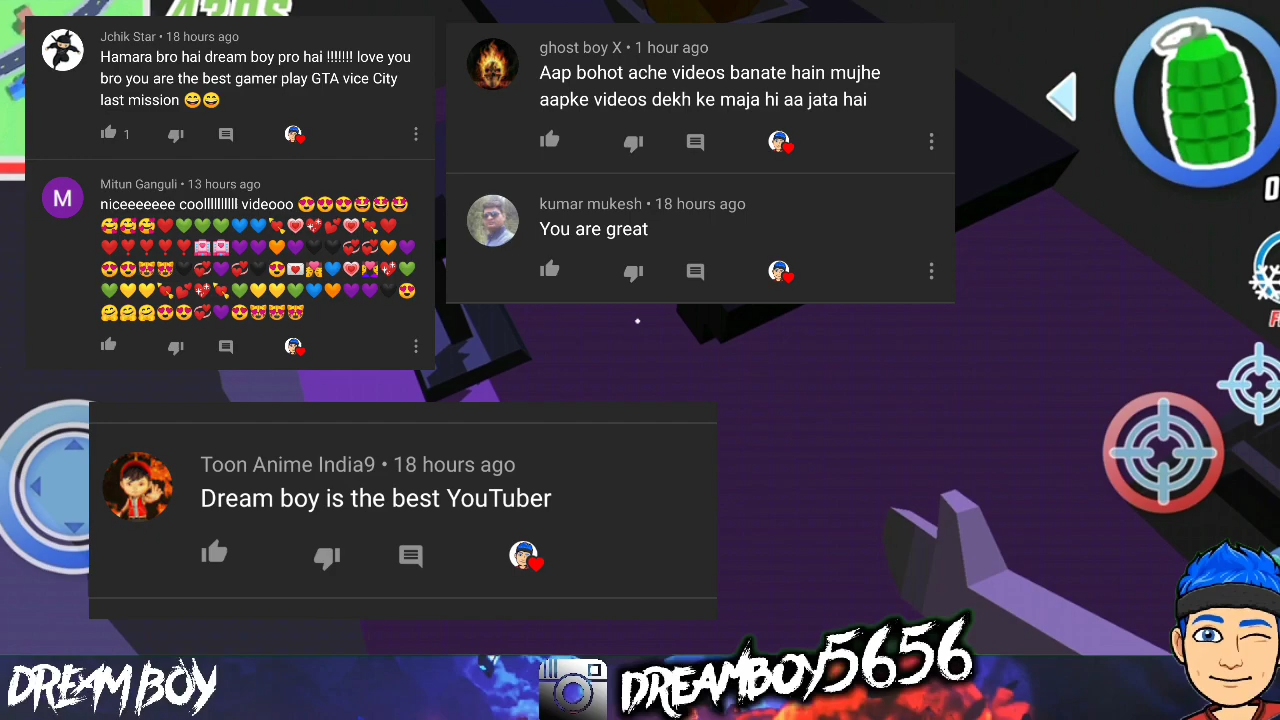 Jchik Star • 18 hours ago
Hamara bro hai dream boy pro hai !!!!!!! love you
bro you are the best gamer play GTA vice City
last mission 😄😄
1
M
Mitun Ganguli • 13 hours ago
niceeeeeee coollllllllll videooo 😍😍😍🤩🤩🤩
ghost boy X • 1 hour ago
Aap bohot ache videos banate hain mujhe
aapke videos dekh ke maja hi aa jata hai
kumar mukesh • 18 hours ago
You are great
Toon Anime India9 • 18 hours ago
Dream boy is the best YouTuber
DREAM BOY
DREAMBOY5656